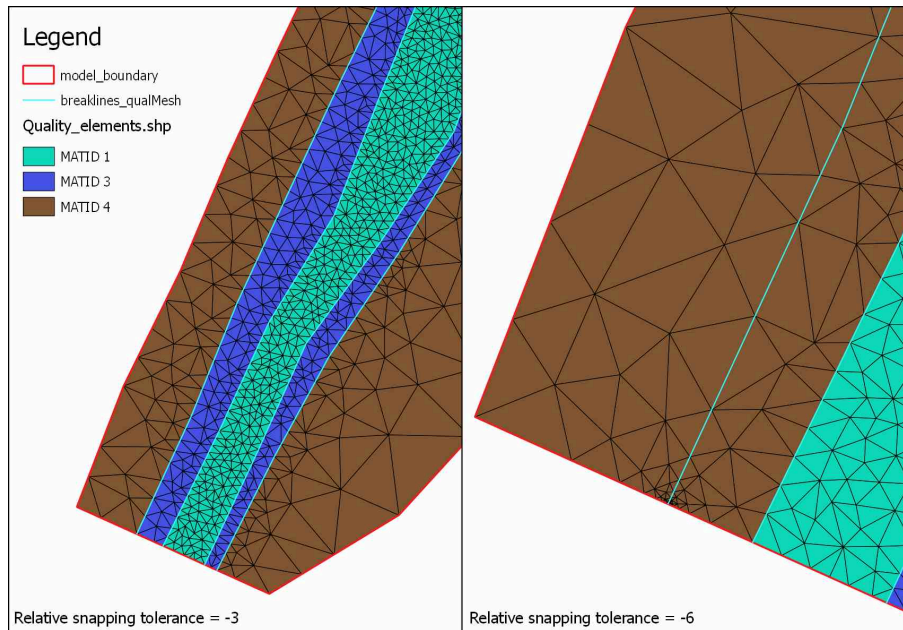 Legend
model_boundary
breaklines_qualMesh
Quality_elements.shp
MATID 1
MATID 3
MATID 4
Relative snapping tolerance = -3
Relative snapping tolerance = -6